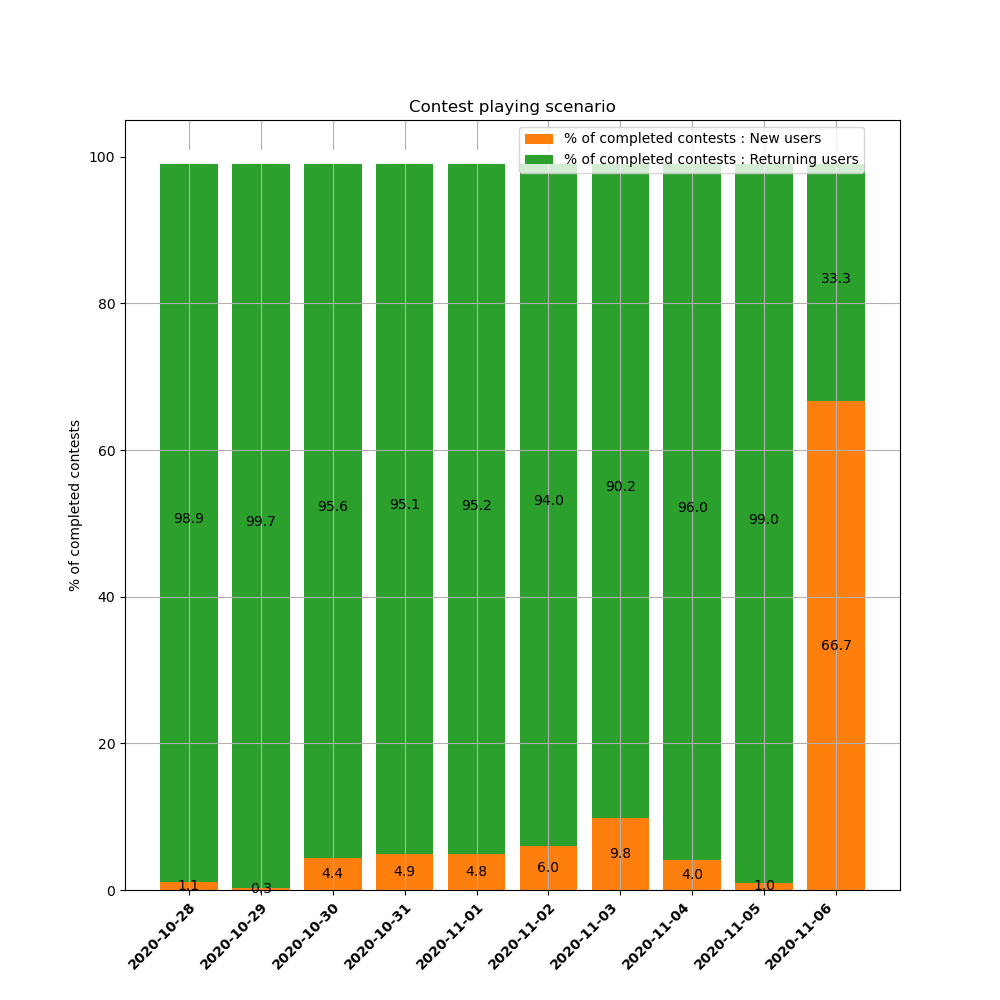 Contest playing scenario
% of completed contests : New users
% of completed contests : Returning users
% of completed contests
100
80
60
40
20
0
33.3
98.9 99.7 95.6 95.1 95.2 94.0 90.2 96.0 99.0
66.7
1.1 0.3 4.4 4.9 4.8 6.0 9.8 4.0 1.0
2020-10-28 2020-10-29 2020-10-30 2020-10-31 2020-11-01 2020-11-02 2020-11-03 2020-11-04 2020-11-05 2020-11-06